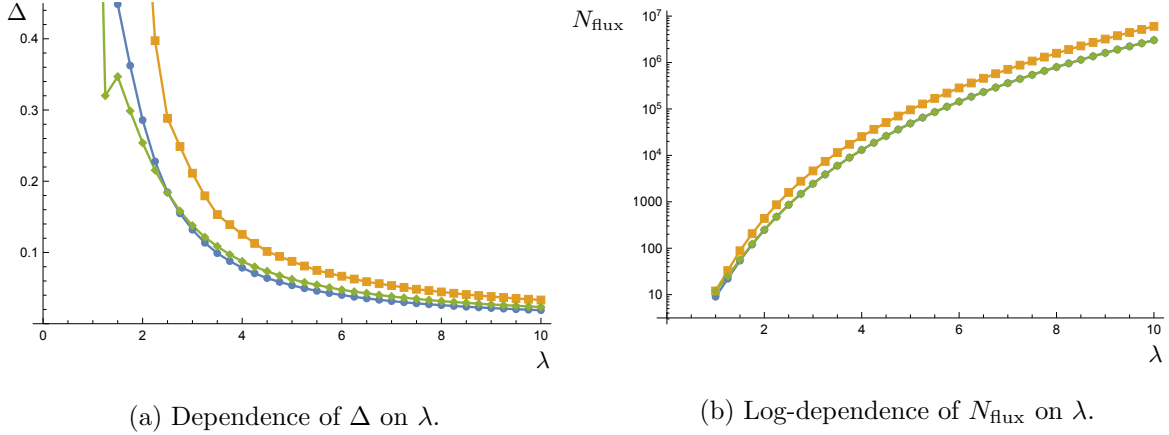 Δ
0.4
0.3
0.2
0.1
0 2 4 6 8 10
λ
(a) Dependence of Δ on λ.
N_flux
10^7
10^6
10^5
10^4
1000
100
10
2 4 6 8 10
λ
(b) Log-dependence of N_flux on λ.